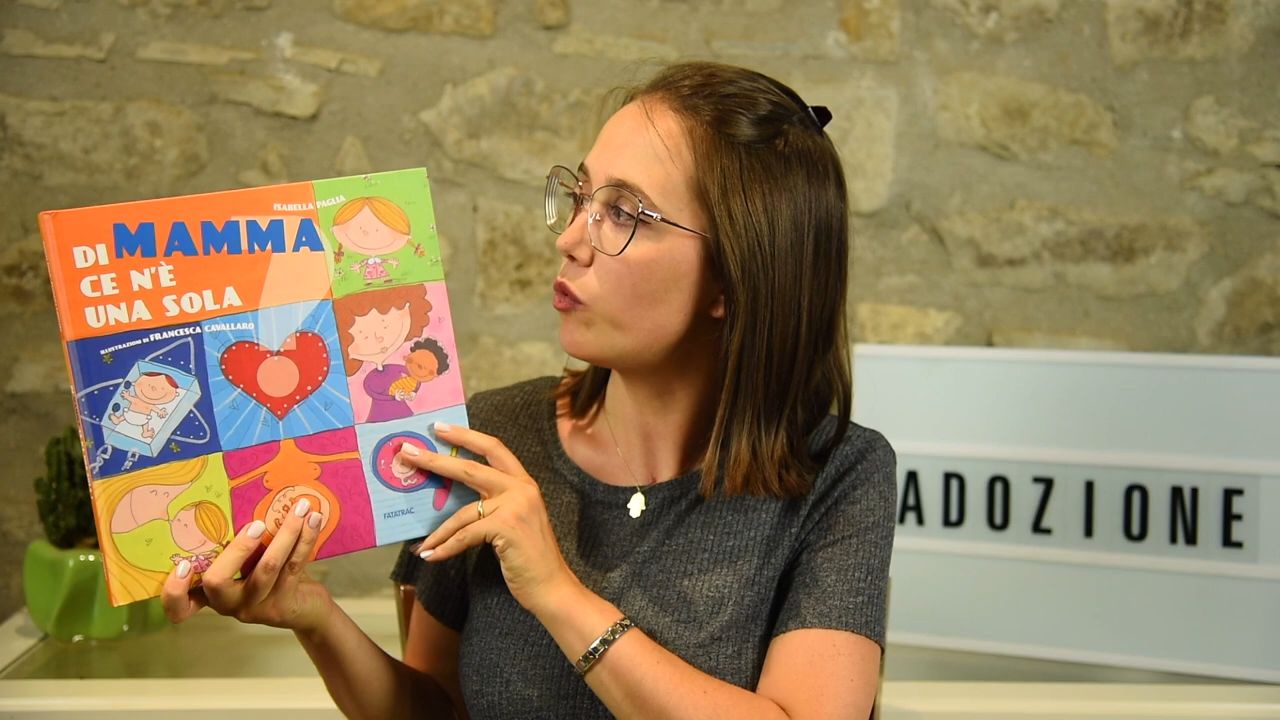 ISABELLA PAGLIA
DI MAMMA
CE N'È
UNA SOLA
ILLUSTRAZIONI DI FRANCESCA CAVALLARO
FATATRAC
ADOZIONE